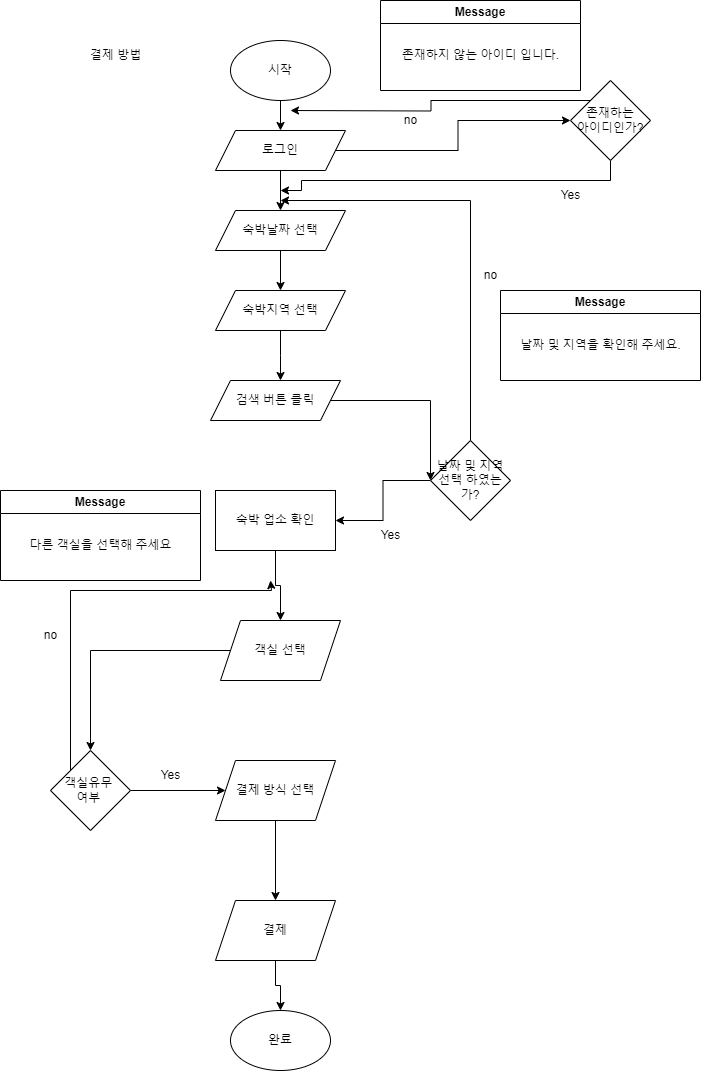 Message
결제 방법
존재하지 않는 아이디 입니다.
시작
존재하는
아이디인가?
no
로그인
Yes
숙박날짜 선택
no
Message
숙박지역 선택
날짜 및 지역을 확인해 주세요.
검색 버튼 클릭
날짜 및 지역
선택 하였는
가?
Message
숙박 업소 확인
Yes
다른 객실을 선택해 주세요
no
객실 선택
객실유무
여부
Yes
결제 방식 선택
결제
완료